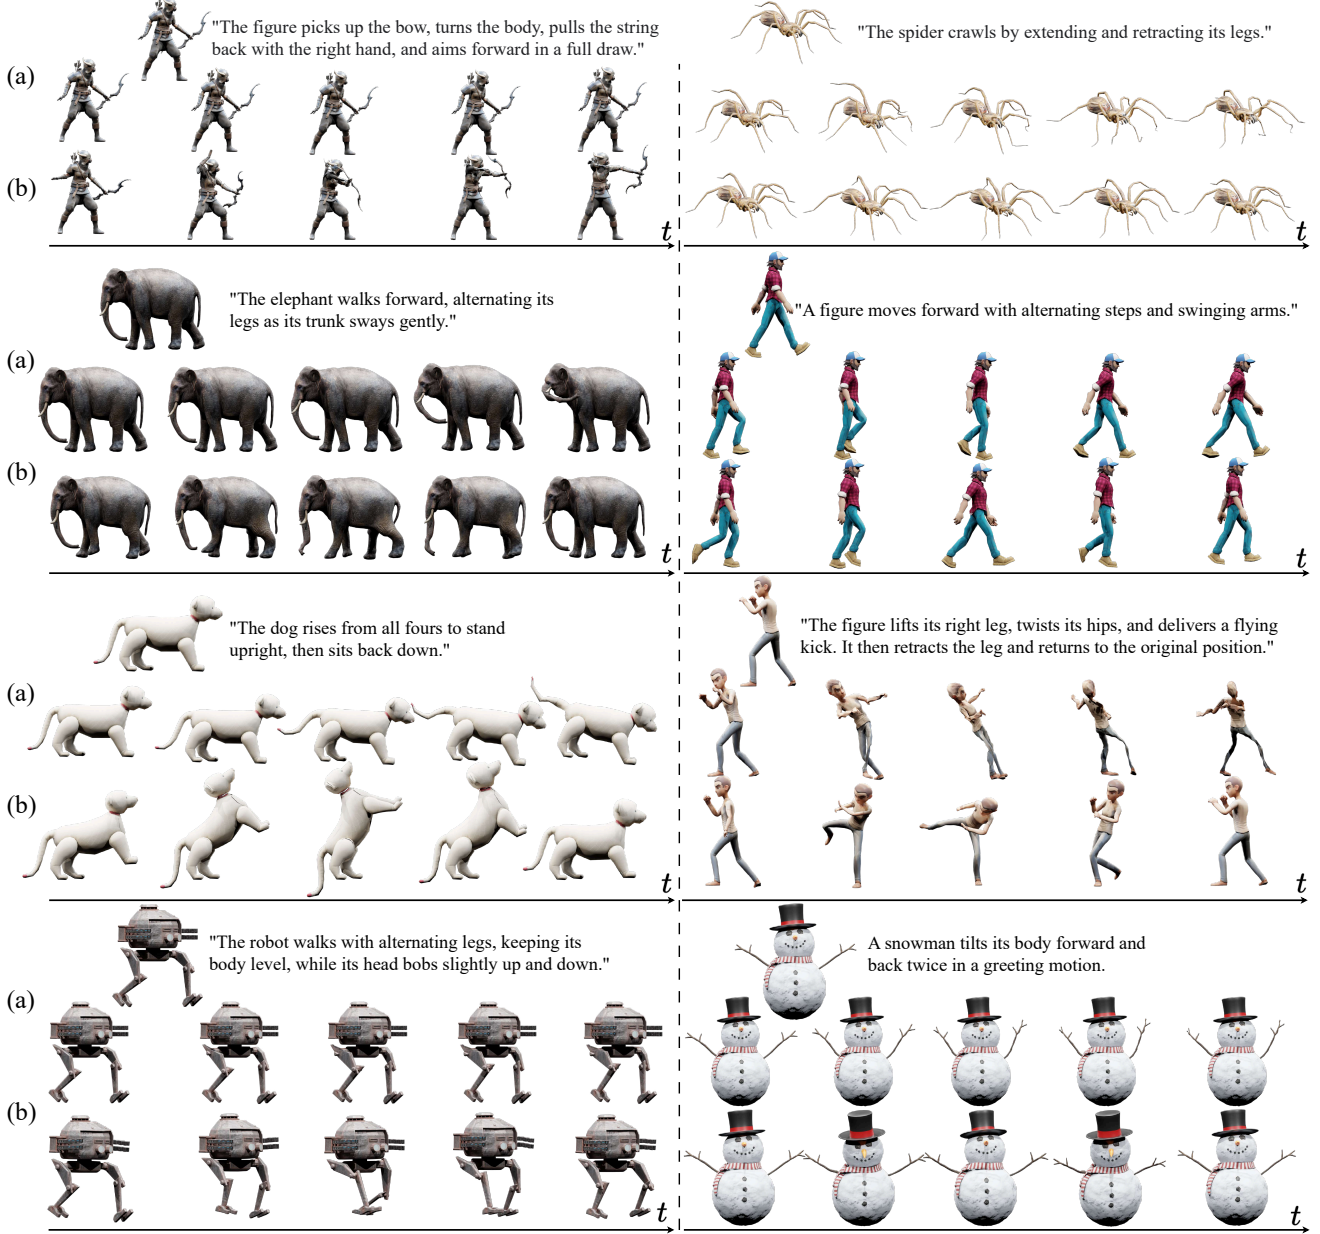 "The figure picks up the bow, turns the body, pulls the string
back with the right hand, and aims forward in a full draw."
(a)
(b)
t
"The spider crawls by extending and retracting its legs."
t
"The elephant walks forward, alternating its
legs as its trunk sways gently."
(a)
(b)
t
"A figure moves forward with alternating steps and swinging arms."
t
"The dog rises from all fours to stand
upright, then sits back down."
(a)
(b)
t
"The figure lifts its right leg, twists its hips, and delivers a flying
kick. It then retracts the leg and returns to the original position."
t
"The robot walks with alternating legs, keeping its
body level, while its head bobs slightly up and down."
(a)
(b)
t
A snowman tilts its body forward and
back twice in a greeting motion.
t